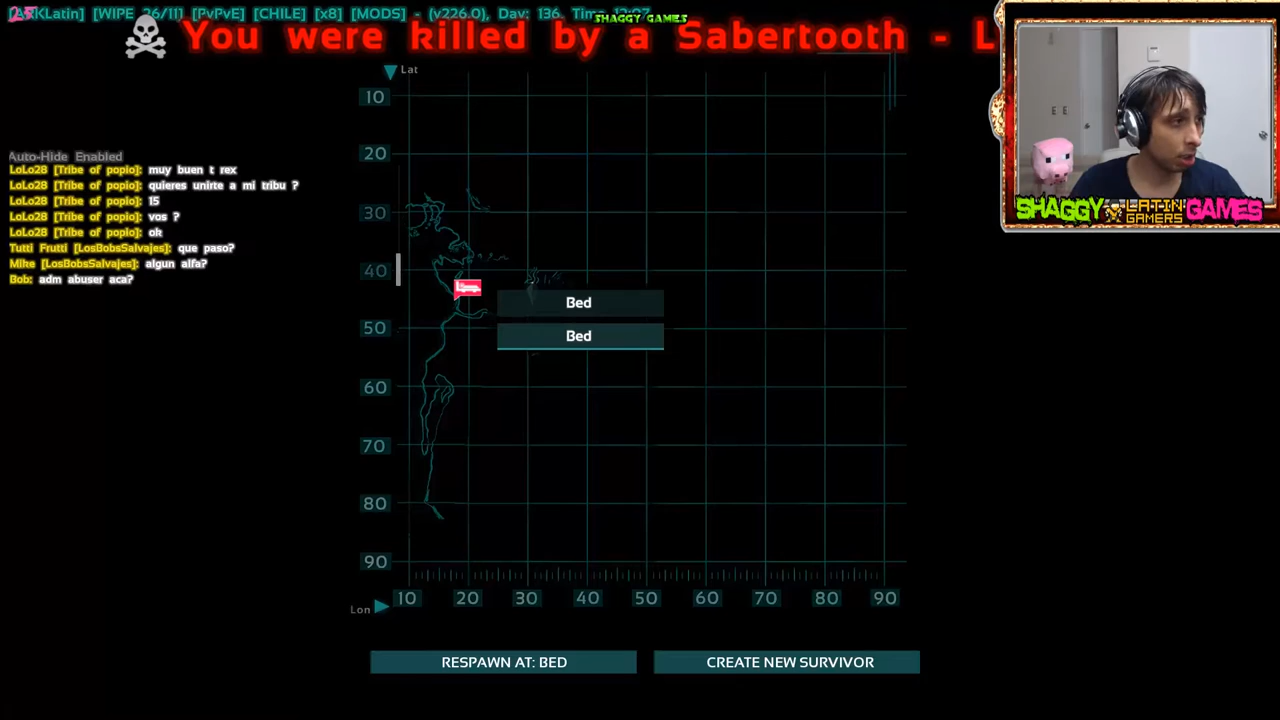 [ARKLatin] [WIPE 26/11] [PvPvE] [CHILE] [x8] [MODS] - (v226.0), Day: 136, Time: 12:07
SHAGGY GAMES
25
You were killed by a Sabertooth - L
Lat
10
20
30
40
50
60
70
80
90
Auto-Hide Enabled
LoLo28 [Tribe of popio]: muy buen t rex
LoLo28 [Tribe of popio]: quieres unirte a mi tribu ?
LoLo28 [Tribe of popio]: 15
LoLo28 [Tribe of popio]: vos ?
LoLo28 [Tribe of popio]: ok
Tutti Frutti [LosBobsSalvajes]: que paso?
Mike [LosBobsSalvajes]: algun alfa?
Bob: adm abuser aca?
Bed
Bed
Lon
10 20 30 40 50 60 70 80 90
RESPAWN AT: BED
CREATE NEW SURVIVOR
SHAGGY LATIN GAMERS GAMES